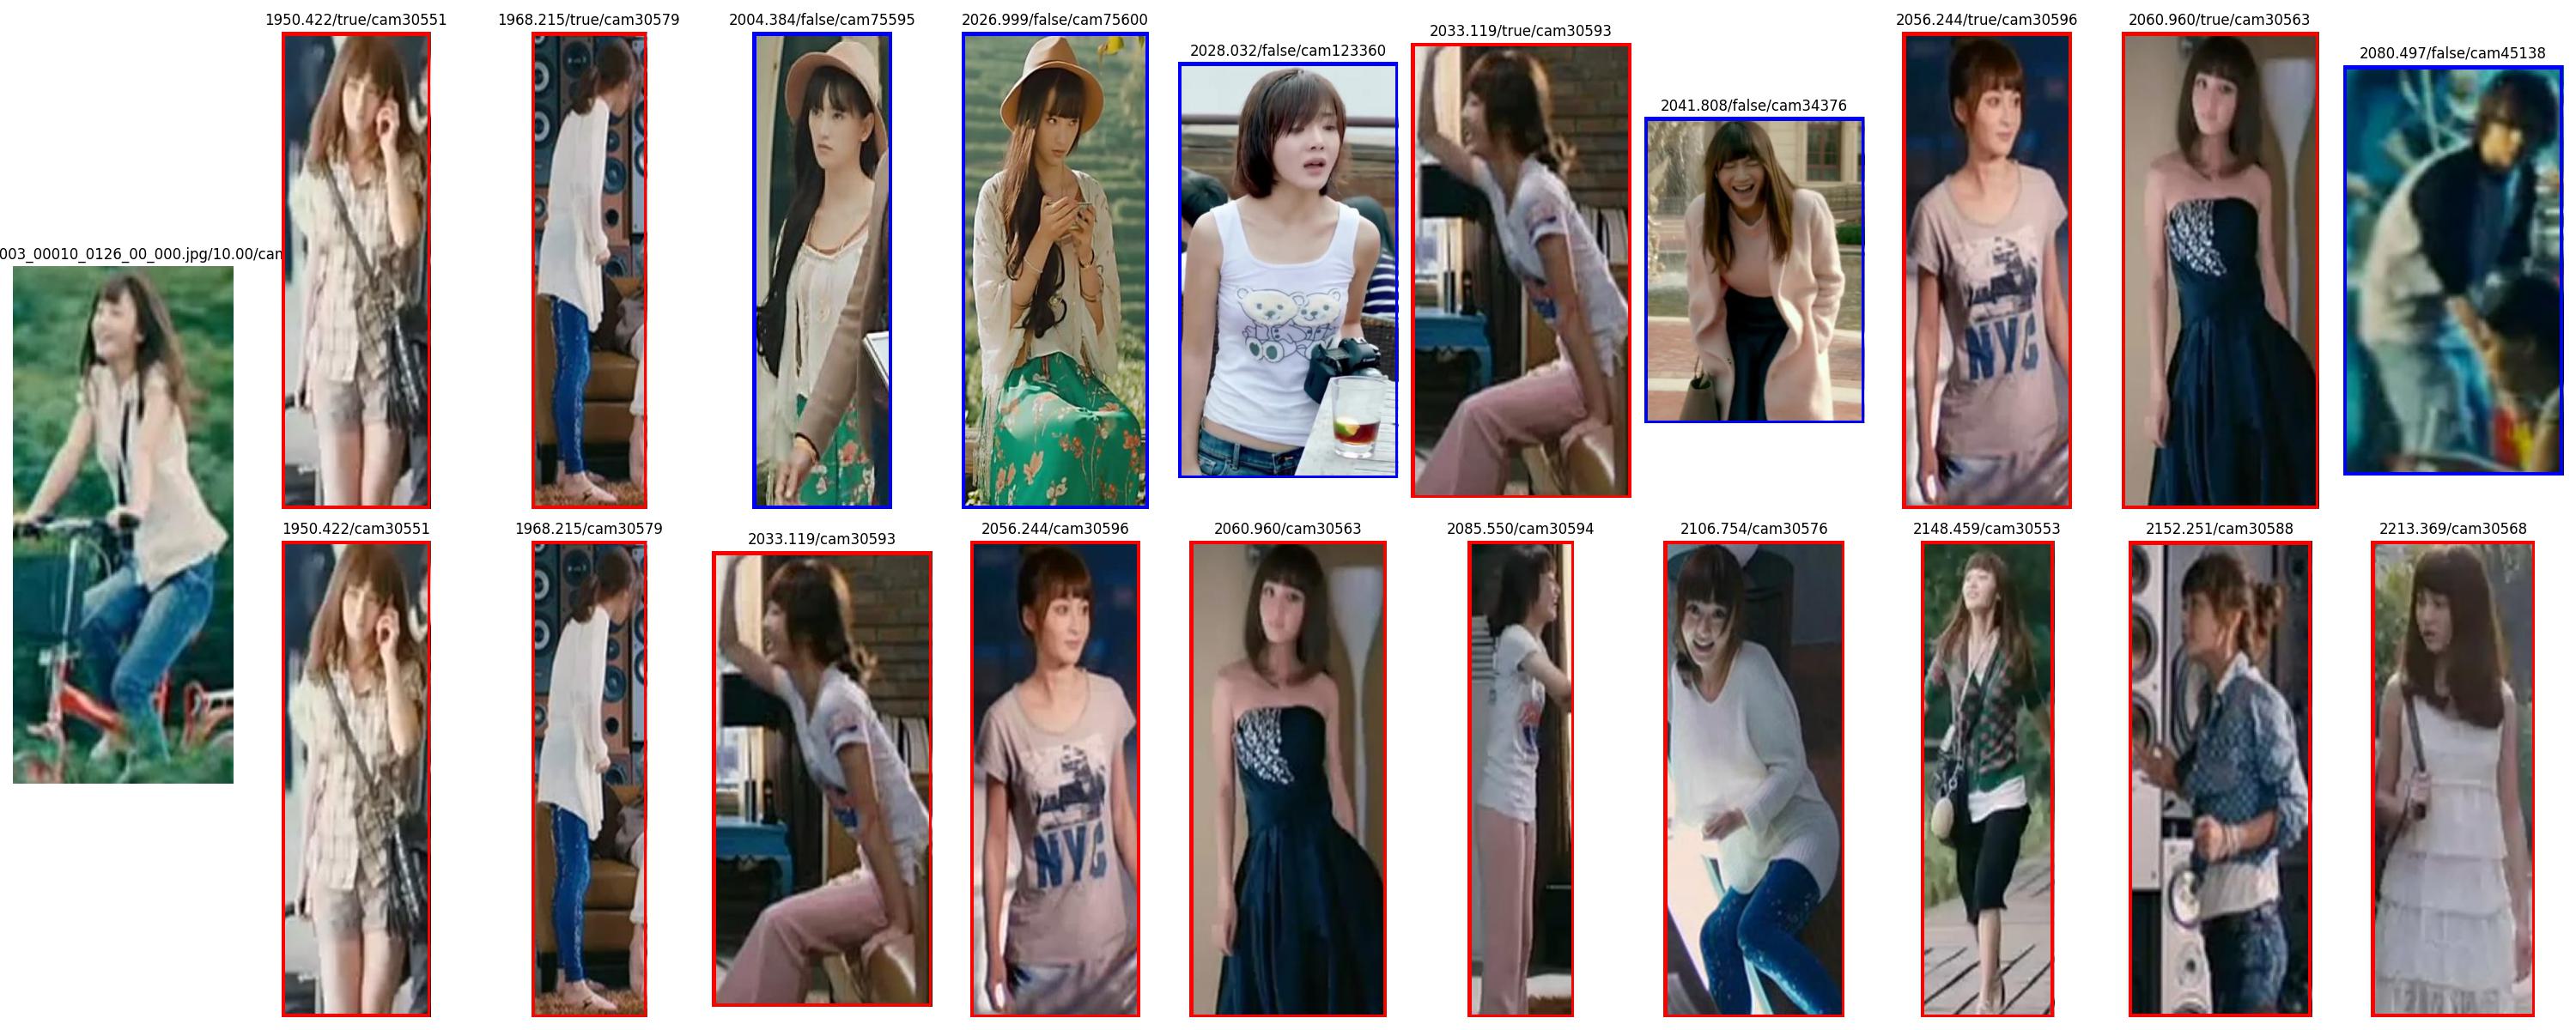 1950.422/true/cam30551
1968.215/true/cam30579
2004.384/false/cam75595
2026.999/false/cam75600
2028.032/false/cam123360
2033.119/true/cam30593
2041.808/false/cam34376
2056.244/true/cam30596
2060.960/true/cam30563
2080.497/false/cam45138
003_00010_0126_00_000.jpg/10.00/can
NYC
1950.422/cam30551
1968.215/cam30579
2033.119/cam30593
2056.244/cam30596
2060.960/cam30563
2085.550/cam30594
2106.754/cam30576
2148.459/cam30553
2152.251/cam30588
2213.369/cam30568
NYC